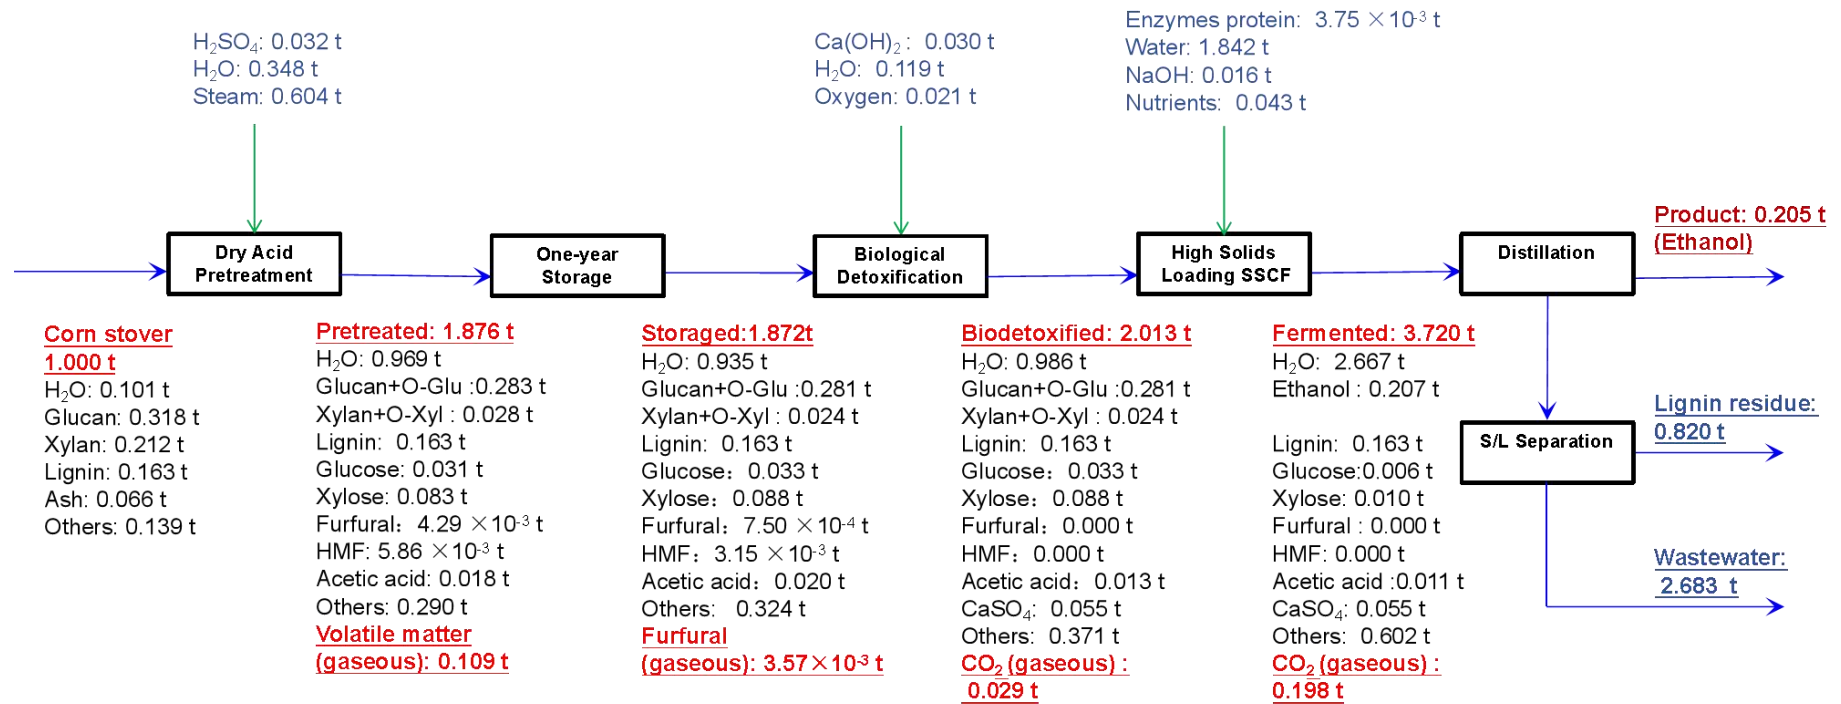 H₂SO₄: 0.032 t
H₂O: 0.348 t
Steam: 0.604 t
Ca(OH)₂ : 0.030 t
H₂O: 0.119 t
Oxygen: 0.021 t
Enzymes protein: 3.75 ×10⁻³ t
Water: 1.842 t
NaOH: 0.016 t
Nutrients: 0.043 t
Dry Acid
Pretreatment
One-year
Storage
Biological
Detoxification
High Solids
Loading SSCF
Distillation
Product: 0.205 t
(Ethanol)
S/L Separation
Lignin residue:
0.820 t
Wastewater:
2.683 t
Corn stover
1.000 t
H₂O: 0.101 t
Glucan: 0.318 t
Xylan: 0.212 t
Lignin: 0.163 t
Ash: 0.066 t
Others: 0.139 t
Pretreated: 1.876 t
H₂O: 0.969 t
Glucan+O-Glu :0.283 t
Xylan+O-Xyl : 0.028 t
Lignin: 0.163 t
Glucose: 0.031 t
Xylose: 0.083 t
Furfural: 4.29 ×10⁻³ t
HMF: 5.86 ×10⁻³ t
Acetic acid: 0.018 t
Others: 0.290 t
Volatile matter
(gaseous): 0.109 t
Storaged:1.872t
H₂O: 0.935 t
Glucan+O-Glu :0.281 t
Xylan+O-Xyl : 0.024 t
Lignin: 0.163 t
Glucose: 0.033 t
Xylose: 0.088 t
Furfural: 7.50 ×10⁻⁴ t
HMF: 3.15 ×10⁻³ t
Acetic acid: 0.020 t
Others: 0.324 t
Furfural
(gaseous): 3.57×10⁻³ t
Biodetoxified: 2.013 t
H₂O: 0.986 t
Glucan+O-Glu :0.281 t
Xylan+O-Xyl : 0.024 t
Lignin: 0.163 t
Glucose: 0.033 t
Xylose: 0.088 t
Furfural: 0.000 t
HMF: 0.000 t
Acetic acid: 0.013 t
CaSO₄: 0.055 t
Others: 0.371 t
CO₂ (gaseous) :
0.029 t
Fermented: 3.720 t
H₂O: 2.667 t
Ethanol : 0.207 t
Lignin: 0.163 t
Glucose:0.006 t
Xylose: 0.010 t
Furfural : 0.000 t
HMF: 0.000 t
Acetic acid :0.011 t
CaSO₄: 0.055 t
Others: 0.602 t
CO₂ (gaseous) :
0.198 t